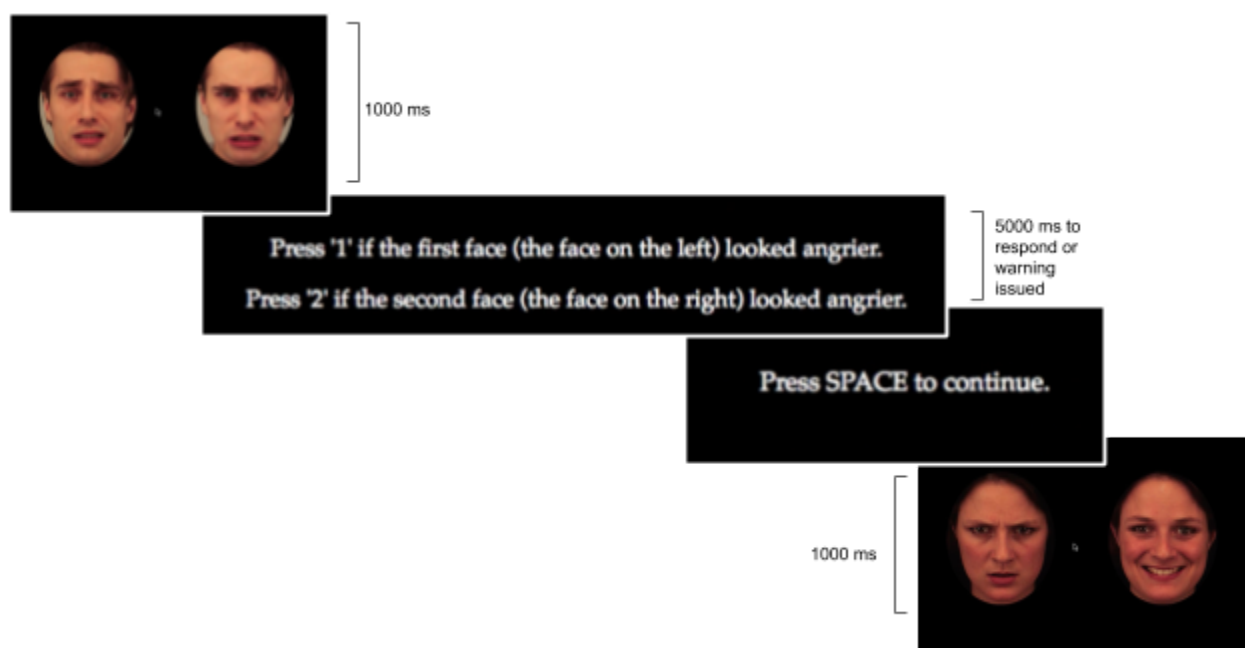 1000 ms
Press '1' if the first face (the face on the left) looked angrier.
Press '2' if the second face (the face on the right) looked angrier.
5000 ms to
respond or
warning
issued
Press SPACE to continue.
1000 ms